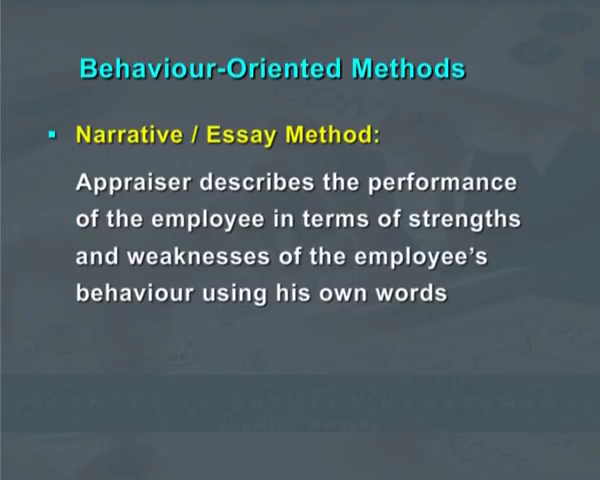 Behaviour-Oriented Methods
▪ Narrative / Essay Method:
Appraiser describes the performance
of the employee in terms of strengths
and weaknesses of the employee's
behaviour using his own words